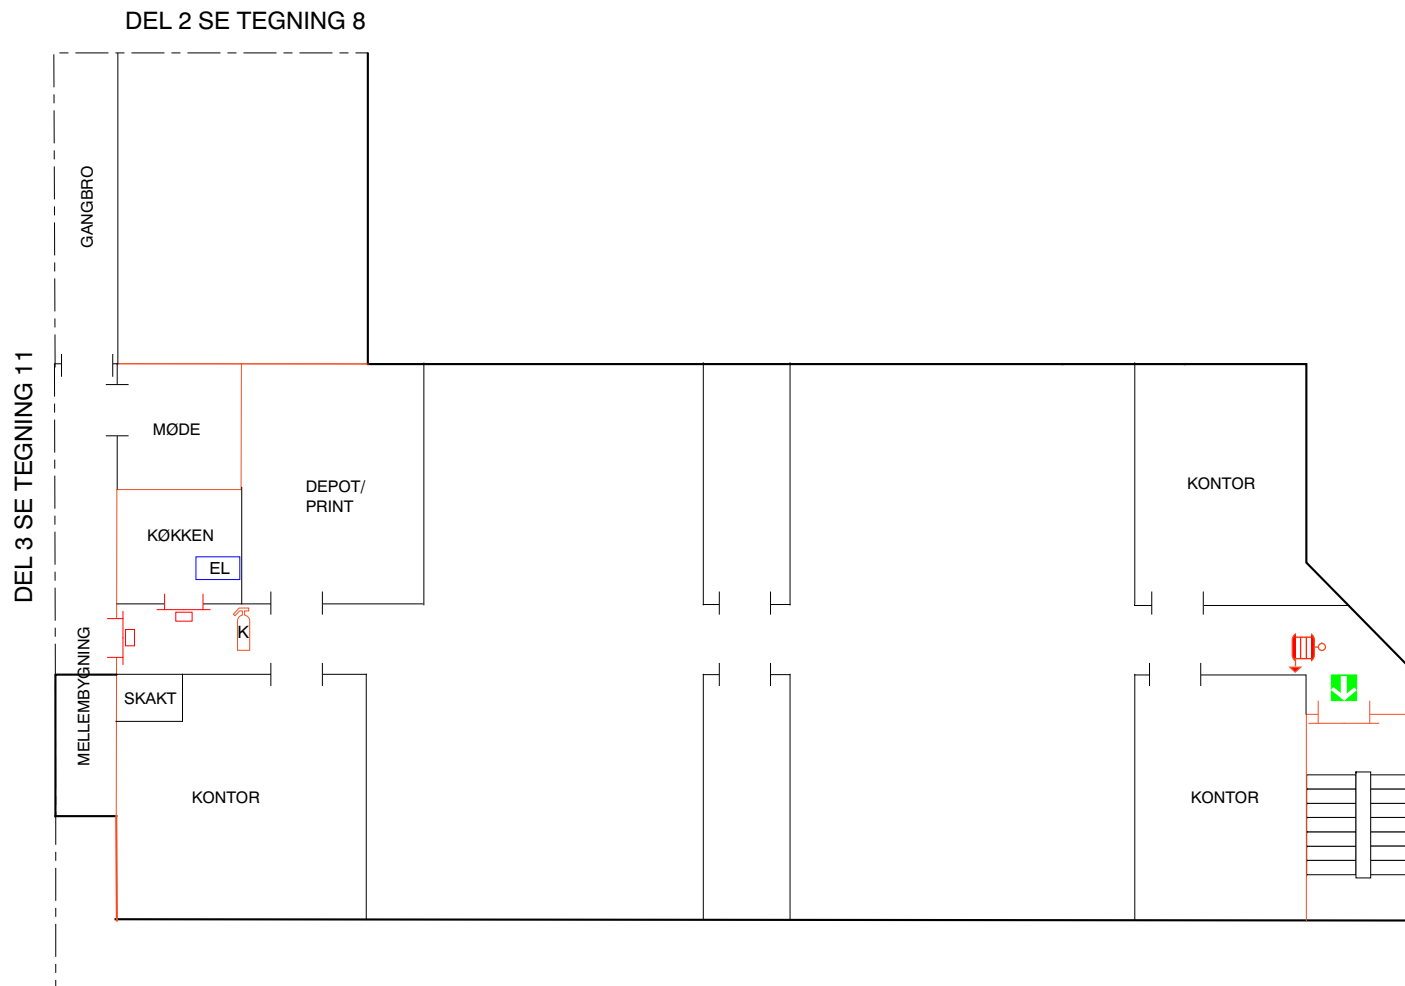 DEL 2 SE TEGNING 8
GANGBRO
DEL 3 SE TEGNING 11
MØDE
DEPOT/
PRINT
KONTOR
KØKKEN
EL
K
MELLEMBYGNING
SKAKT
KONTOR
KONTOR